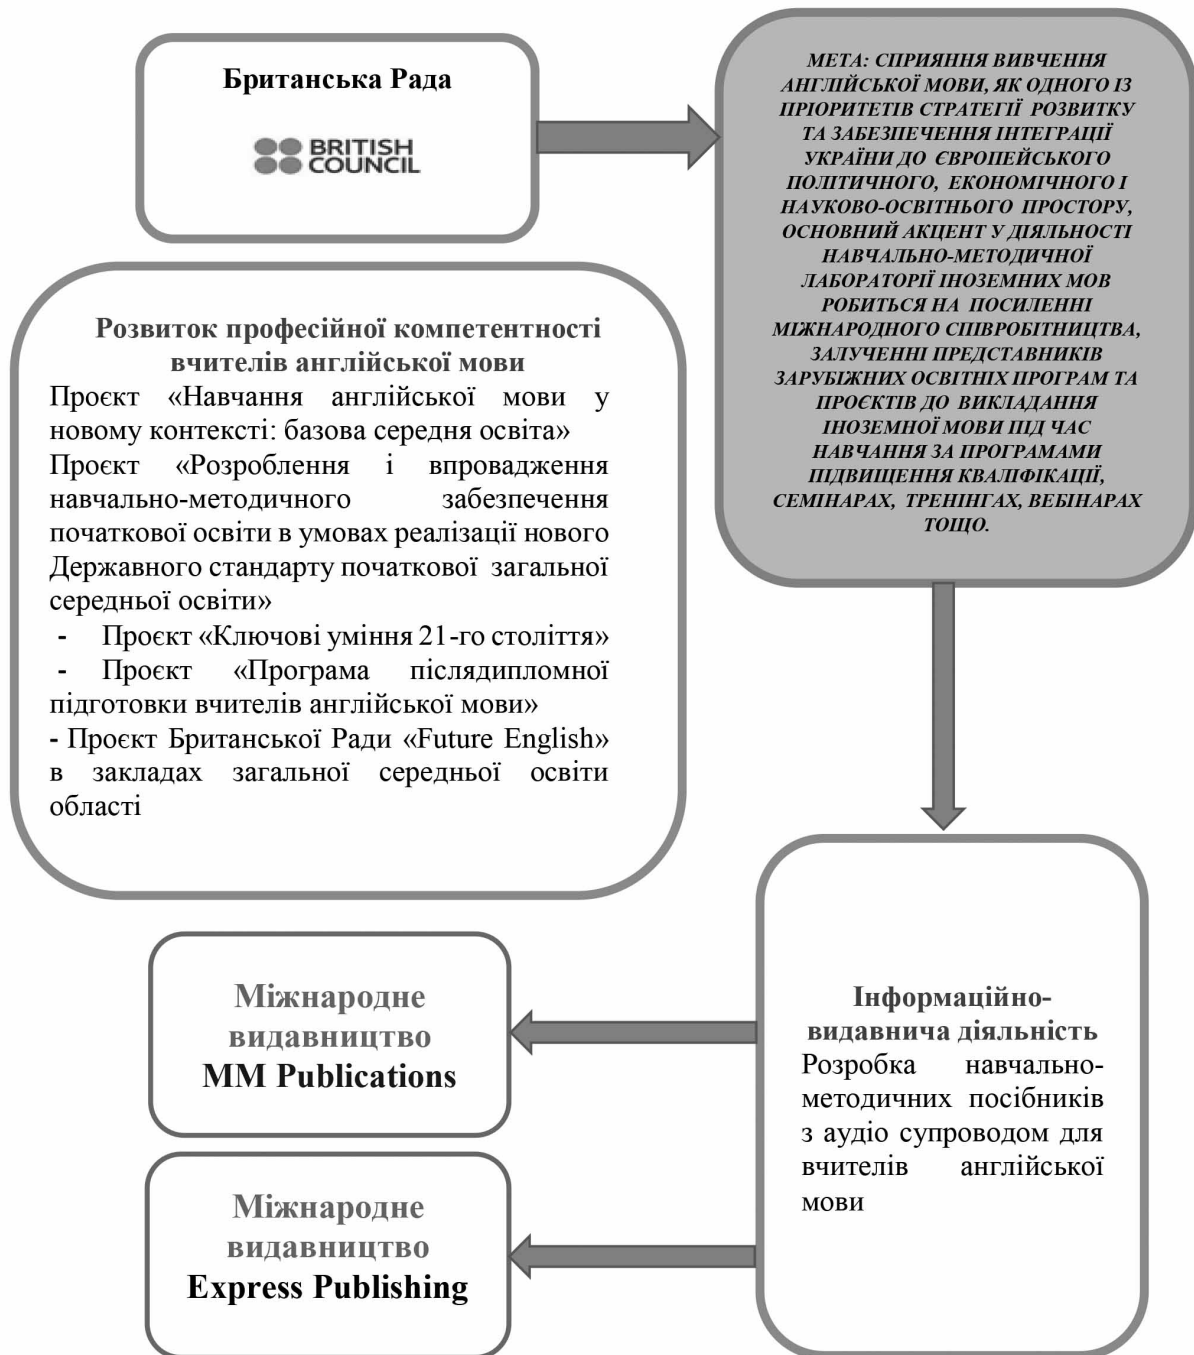 Британська Рада
BRITISH
COUNCIL
МЕТА: СПРИЯННЯ ВИВЧЕННЯ
АНГЛІЙСЬКОЇ МОВИ, ЯК ОДНОГО ІЗ
ПРІОРИТЕТІВ СТРАТЕГІЇ РОЗВИТКУ
ТА ЗАБЕЗПЕЧЕННЯ ІНТЕГРАЦІЇ
УКРАЇНИ ДО ЄВРОПЕЙСЬКОГО
ПОЛІТИЧНОГО, ЕКОНОМІЧНОГО І
НАУКОВО-ОСВІТНЬОГО ПРОСТОРУ,
ОСНОВНИЙ АКЦЕНТ У ДІЯЛЬНОСТІ
НАВЧАЛЬНО-МЕТОДИЧНОЇ
ЛАБОРАТОРІЇ ІНОЗЕМНИХ МОВ
РОБИТЬСЯ НА ПОСИЛЕННІ
МІЖНАРОДНОГО СПІВРОБІТНИЦТВА,
ЗАЛУЧЕННІ ПРЕДСТАВНИКІВ
ЗАРУБІЖНИХ ОСВІТНІХ ПРОГРАМ ТА
ПРОЄКТІВ ДО ВИКЛАДАННЯ
ІНОЗЕМНОЇ МОВИ ПІД ЧАС
НАВЧАННЯ ЗА ПРОГРАМАМИ
ПІДВИЩЕННЯ КВАЛІФІКАЦІЇ,
СЕМІНАРАХ, ТРЕНІНГАХ, ВЕБІНАРАХ
ТОЩО.
Розвиток професійної компетентності
вчителів англійської мови
Проєкт «Навчання англійської мови у
новому контексті: базова середня освіта»
Проєкт «Розроблення і впровадження
навчально-методичного забезпечення
початкової освіти в умовах реалізації нового
Державного стандарту початкової загальної
середньої освіти»
- Проєкт «Ключові уміння 21-го століття»
- Проєкт «Програма післядипломної
підготовки вчителів англійської мови»
- Проєкт Британської Ради «Future English»
в закладах загальної середньої освіти
області
Міжнародне
видавництво
MM Publications
Міжнародне
видавництво
Express Publishing
Інформаційно-
видавнича діяльність
Розробка навчально-
методичних посібників
з аудіо супроводом для
вчителів англійської
мови